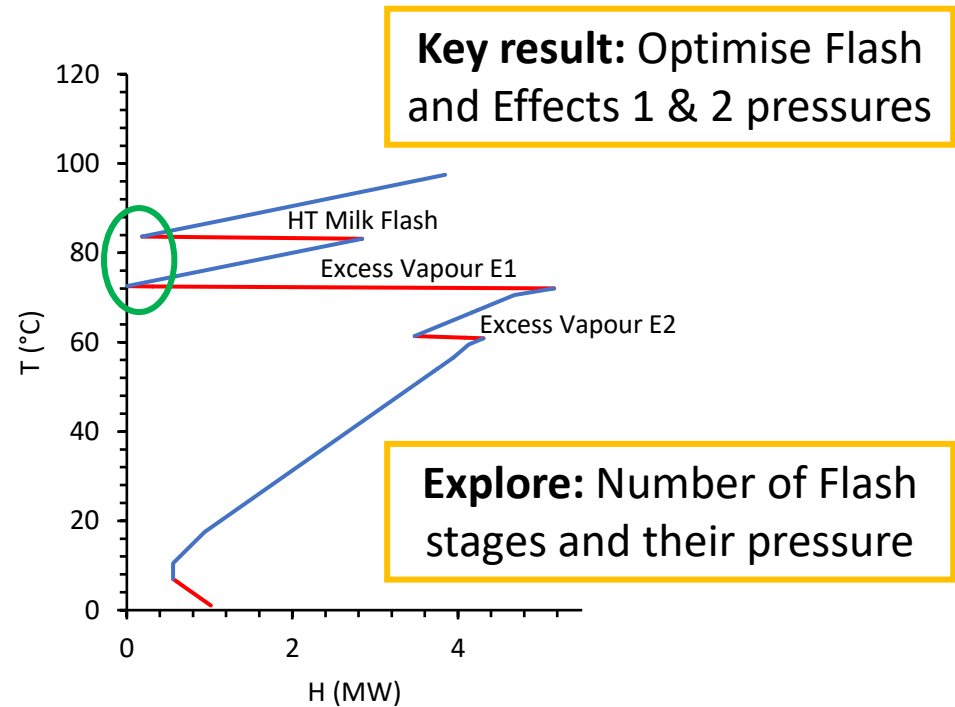 Key result: Optimise Flash
and Effects 1 & 2 pressures
120
100
80
60
40
20
0
T (°C)
HT Milk Flash
Excess Vapour E1
Excess Vapour E2
Explore: Number of Flash
stages and their pressure
0
2
4
H (MW)